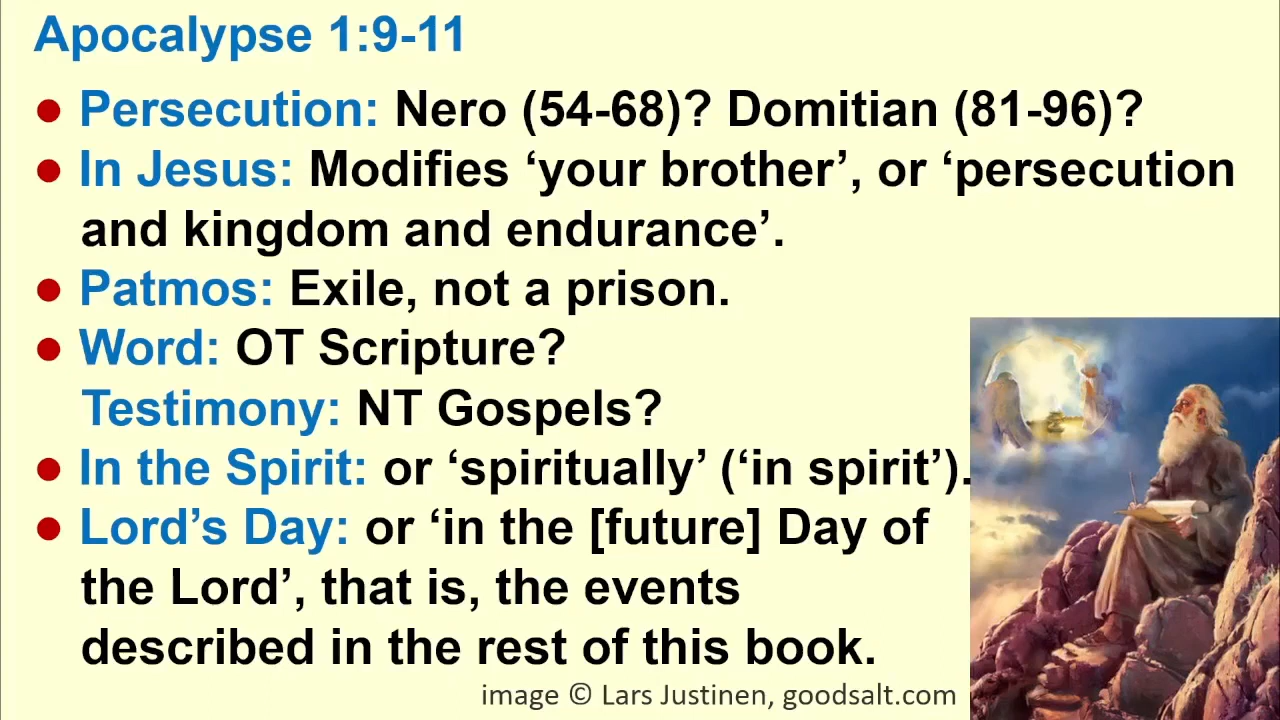 Apocalypse 1:9-11
● Persecution: Nero (54-68)? Domitian (81-96)?
● In Jesus: Modifies ‘your brother’, or ‘persecution
and kingdom and endurance’.
● Patmos: Exile, not a prison.
● Word: OT Scripture?
Testimony: NT Gospels?
● In the Spirit: or ‘spiritually’ (‘in spirit’).
● Lord’s Day: or ‘in the [future] Day of
the Lord’, that is, the events
described in the rest of this book.
image © Lars Justinen, goodsalt.com